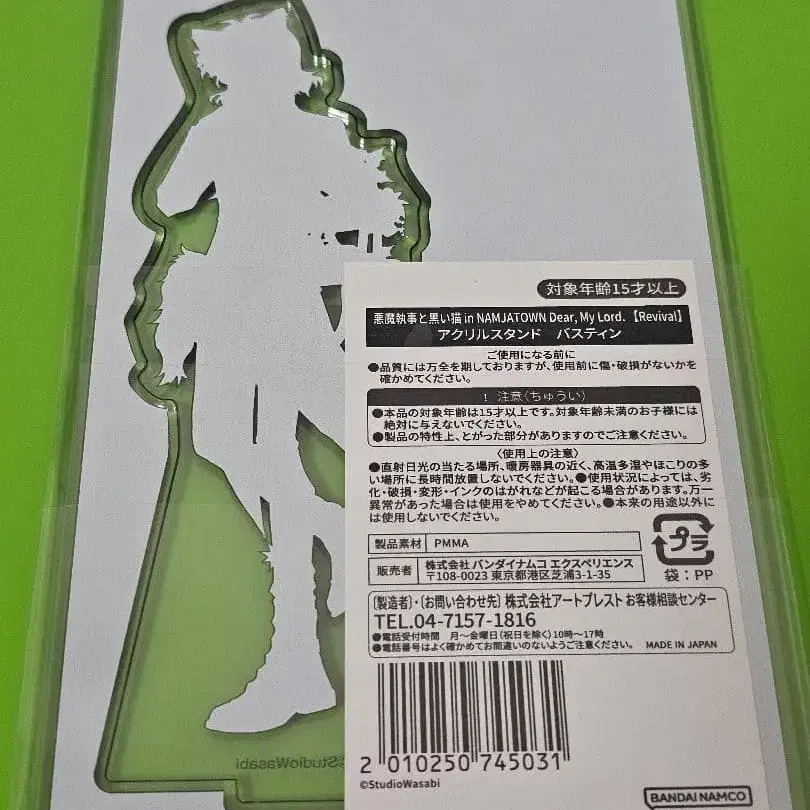 対象年齢15才以上
悪魔執事と黒い猫 in NAMJATOWN Dear, My Lord.【Revival】
アクリルスタンド バスティン
ご使用になる前に
●品質には万全を期しておりますが、使用前に傷・破損がないかを
確かめてください。
! 注意(ちゅうい)
●本品の対象年齢は15才以上です。対象年齢未満のお子様には
絶対に与えないでください。
●製品の特性上、とがった部分がありますのでご注意ください。
〈使用上の注意〉
●直射日光の当たる場所、暖房器具の近く、高温多湿やほこりの多
い場所に長時間放置しないでください。●使用状況によっては、劣
化・破損・変形・インクのはがれなどが起こる場合があります。万一
異常があった場合は使用をやめてください。●本来の用途以外に
は使用しないでください。
製品素材 PMMA
プラ
袋:PP
販売者 株式会社 バンダイナムコ エクスペリエンス
〒108-0023 東京都港区芝浦3-1-35
〔製造者〕・〔お問い合わせ先〕株式会社アートプレスト お客様相談センター
TEL.04-7157-1816
●電話受付時間 月~金曜日(祝日を除く)10時~17時
●電話番号はよく確かめてお間違いのないようご注意ください。 MADE IN JAPAN
2 010250 745031
©StudioWasabi
BANDAI NAMCO
©StudioWasabi